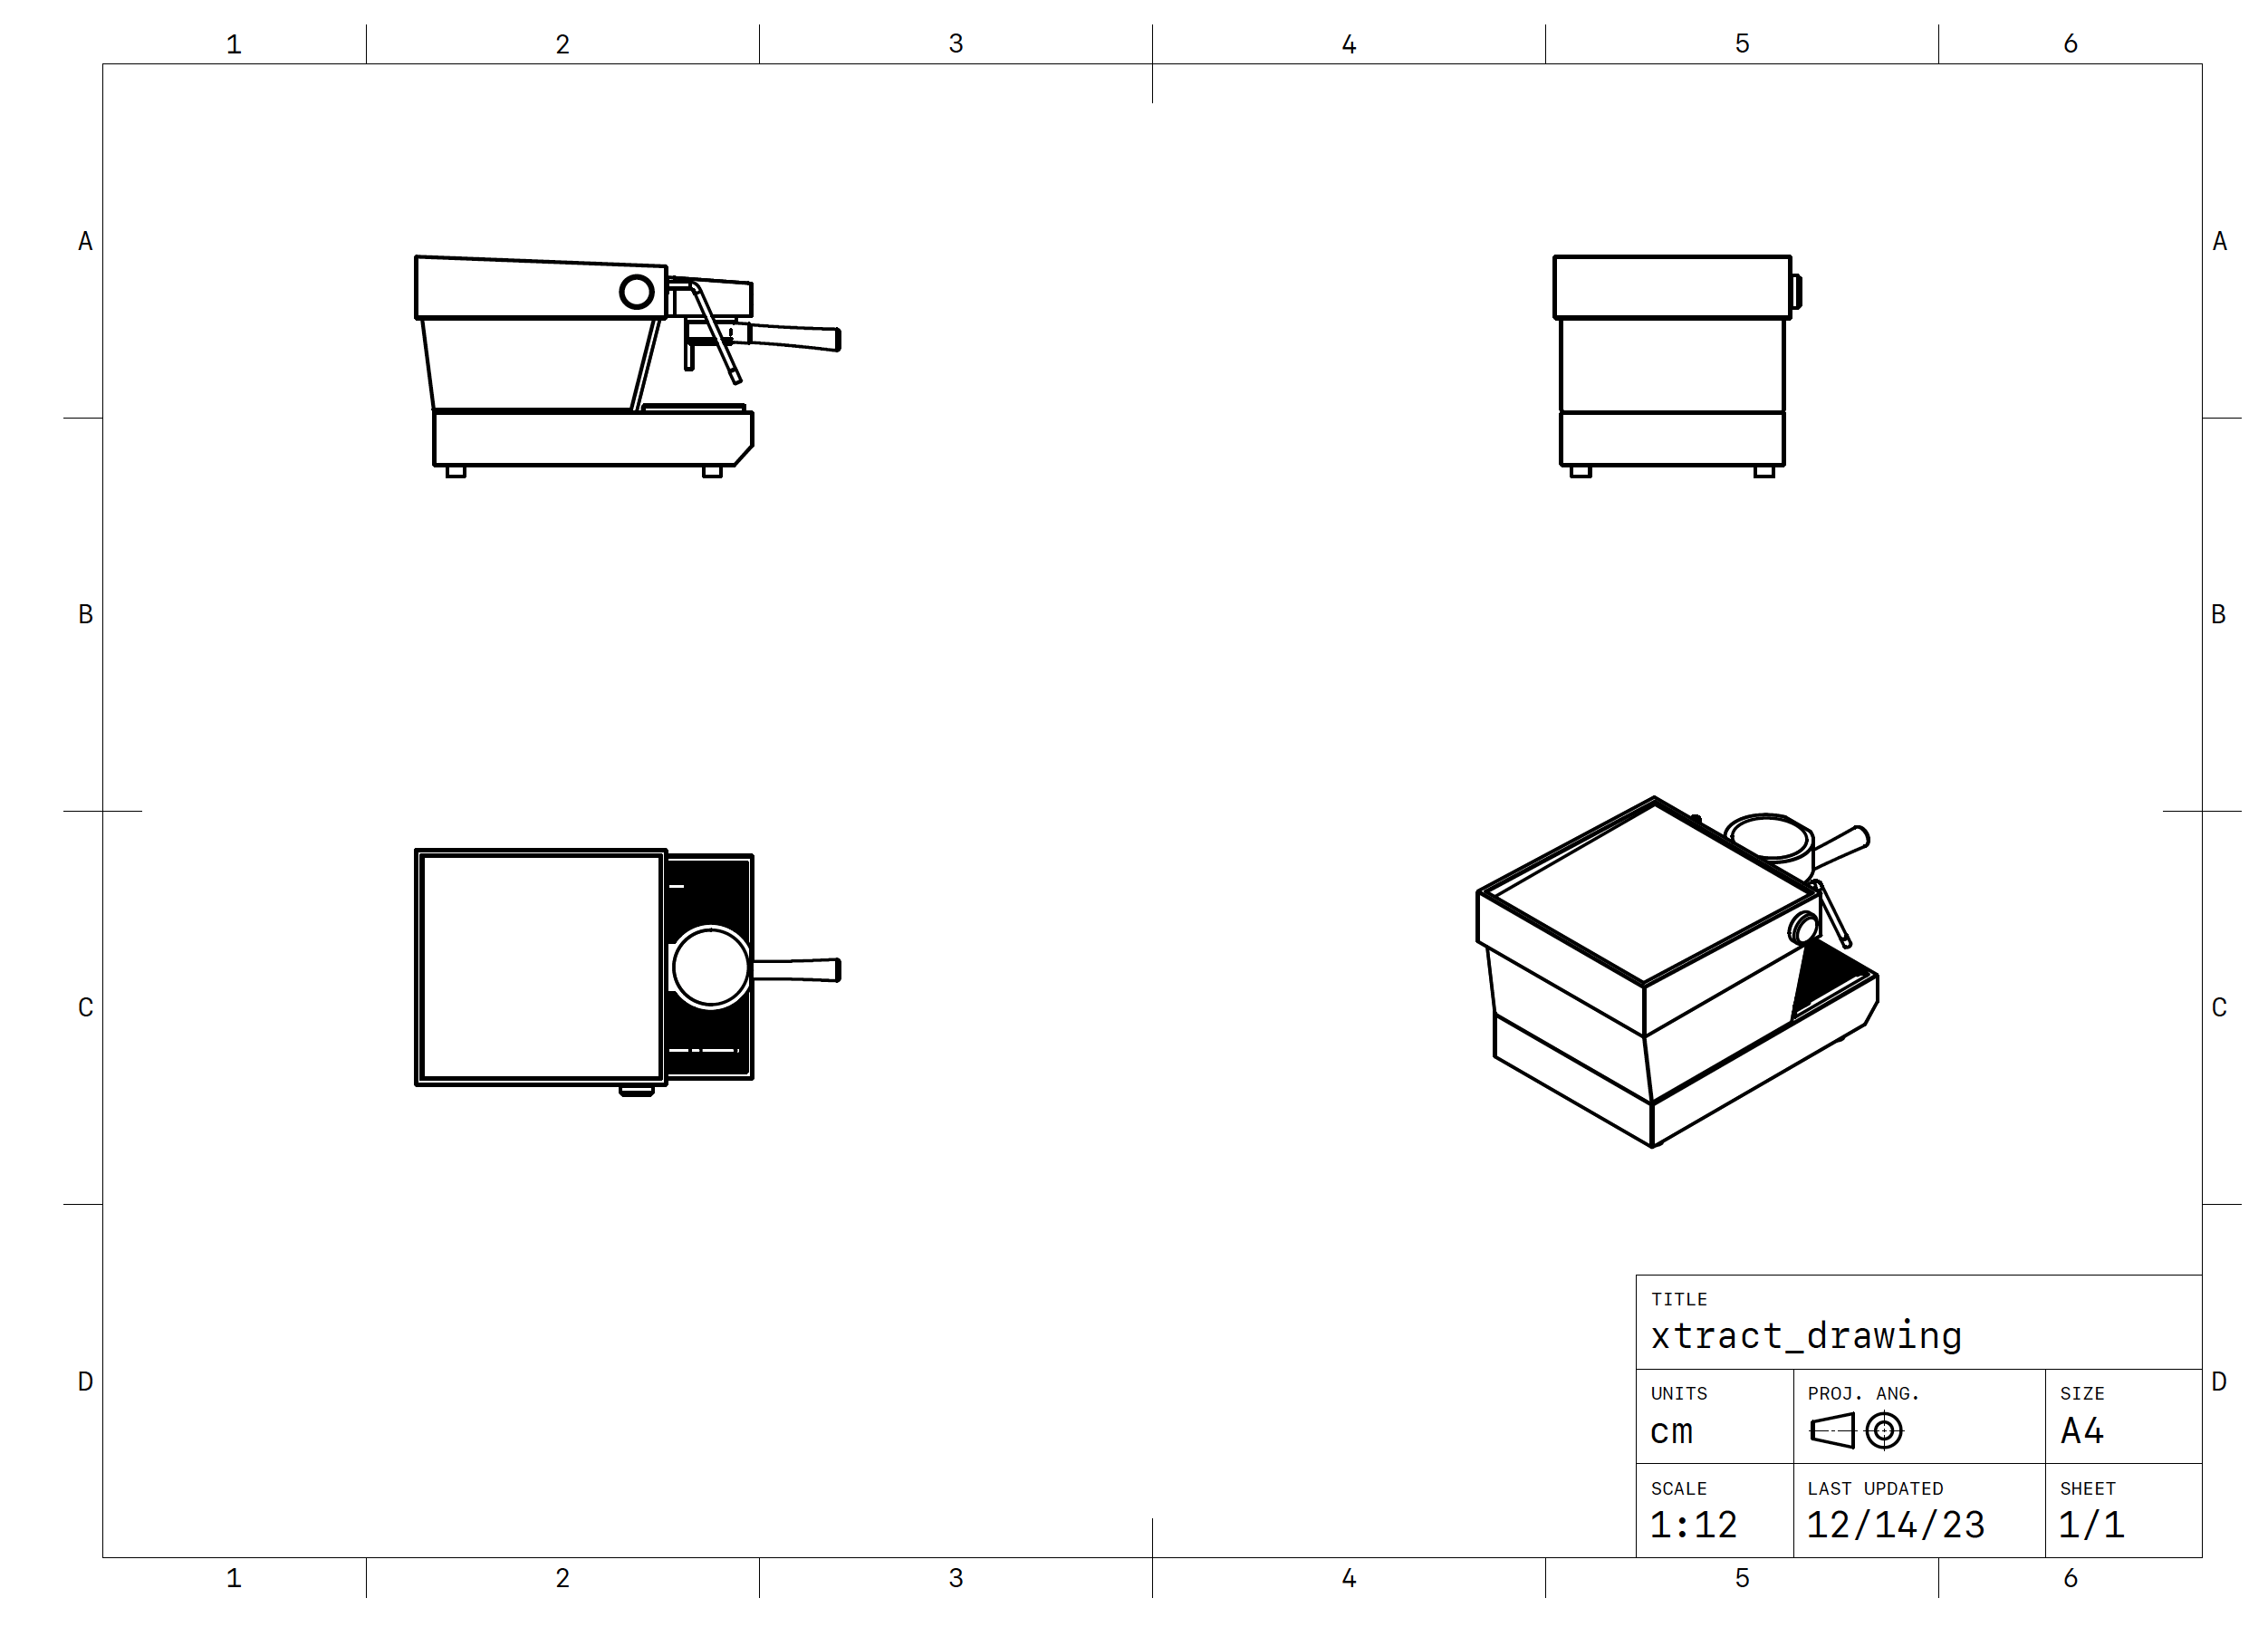 1 2 3 4 5 6
A A
B B
C C
TITLE
xtract_drawing
D D
UNITS PROJ. ANG. SIZE
cm A4
SCALE LAST UPDATED SHEET
1:12 12/14/23 1/1
1 2 3 4 5 6